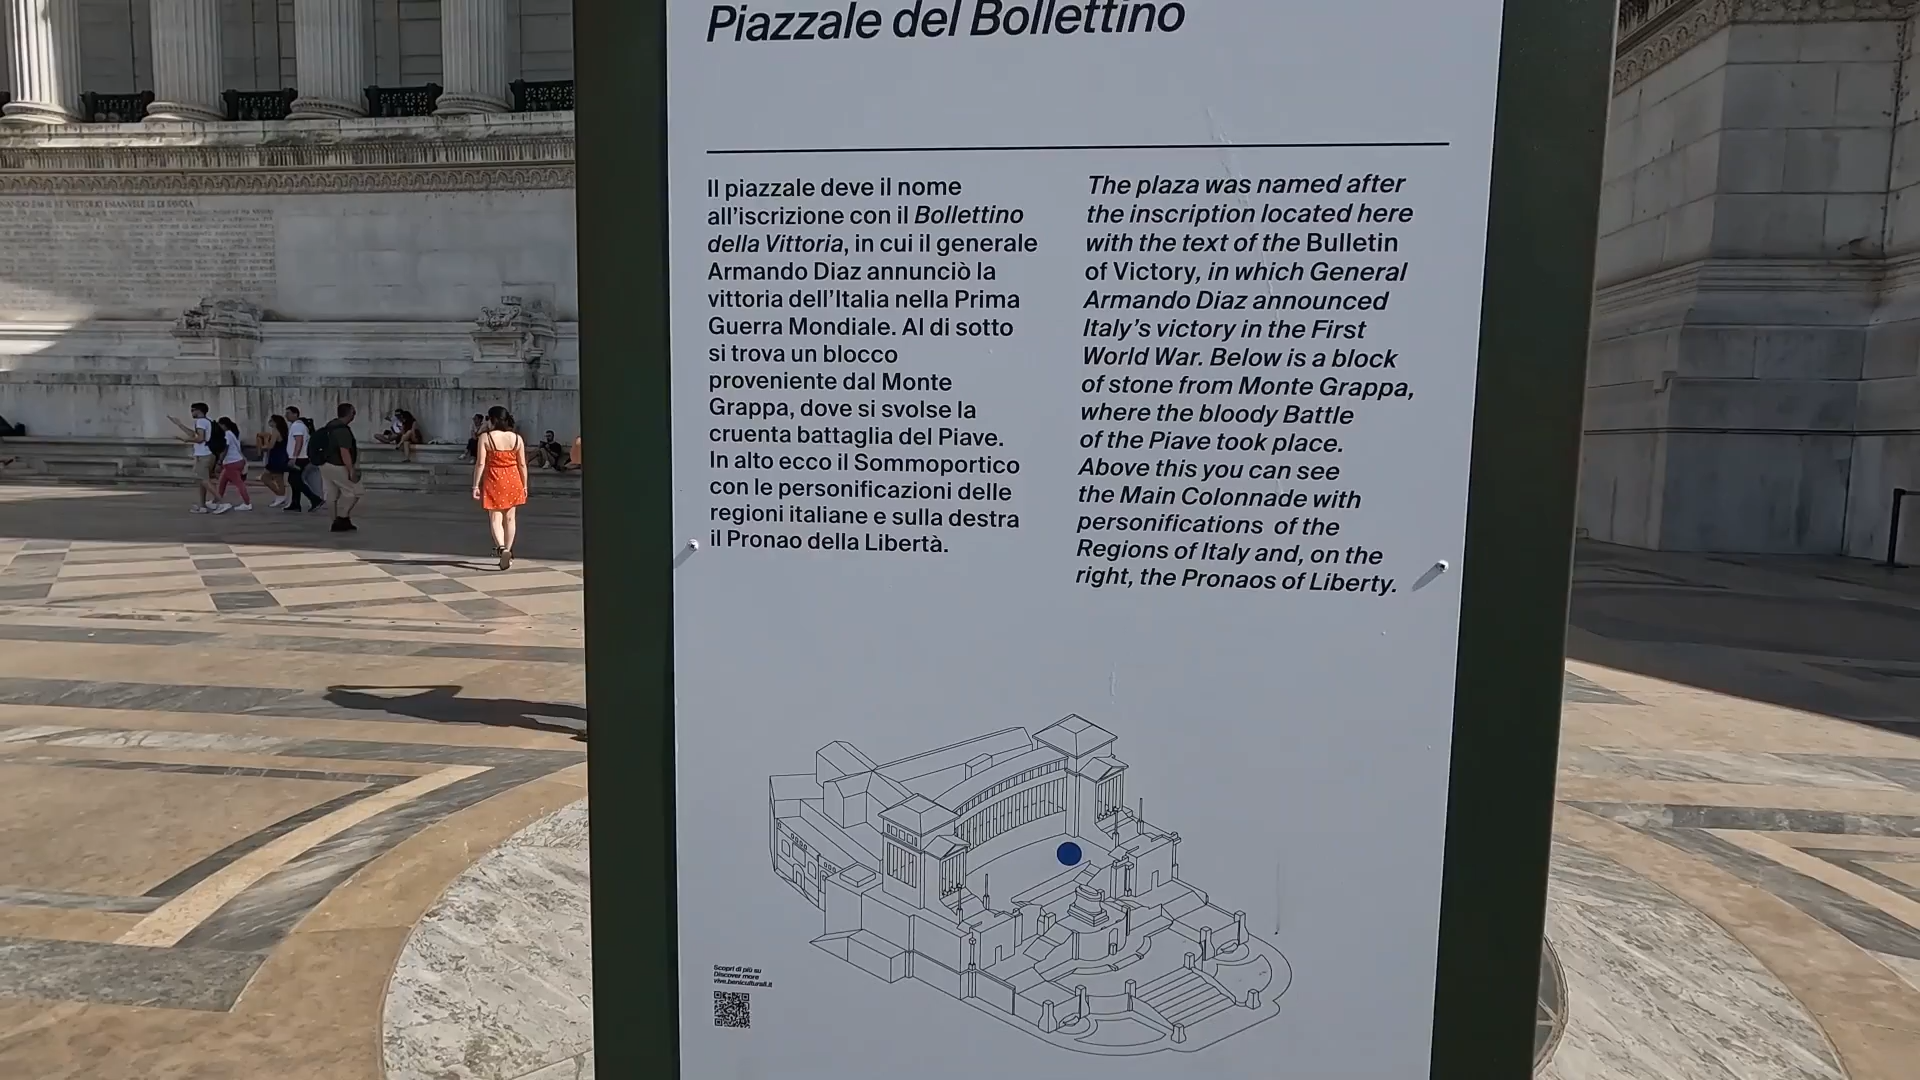 Piazzale del Bollettino
Il piazzale deve il nome
all'iscrizione con il Bollettino
della Vittoria, in cui il generale
Armando Diaz annunciò la
vittoria dell'Italia nella Prima
Guerra Mondiale. Al di sotto
si trova un blocco
proveniente dal Monte
Grappa, dove si svolse la
cruenta battaglia del Piave.
In alto ecco il Sommoportico
con le personificazioni delle
regioni italiane e sulla destra
il Pronao della Libertà.
The plaza was named after
the inscription located here
with the text of the Bulletin
of Victory, in which General
Armando Diaz announced
Italy's victory in the First
World War. Below is a block
of stone from Monte Grappa,
where the bloody Battle
of the Piave took place.
Above this you can see
the Main Colonnade with
personifications of the
Regions of Italy and, on the
right, the Pronaos of Liberty.
Scopri di più su
Discover more
vive.beniculturali.it